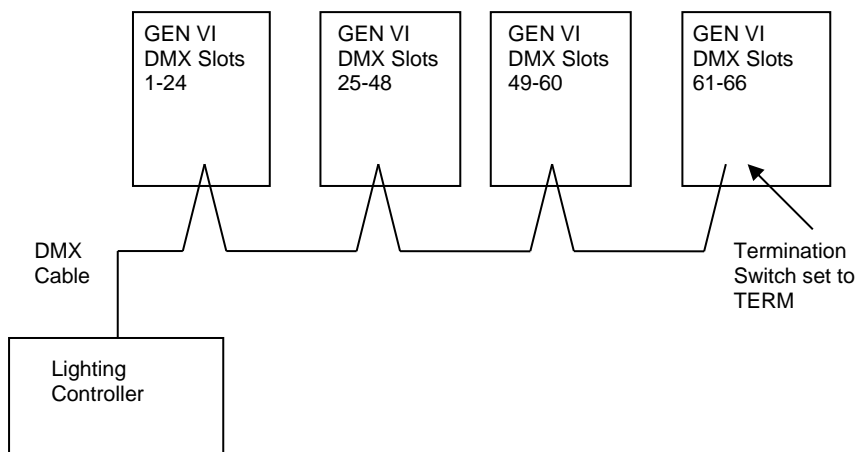 GEN VI
DMX Slots
1-24
GEN VI
DMX Slots
25-48
GEN VI
DMX Slots
49-60
GEN VI
DMX Slots
61-66
DMX
Cable
Termination
Switch set to
TERM
Lighting
Controller